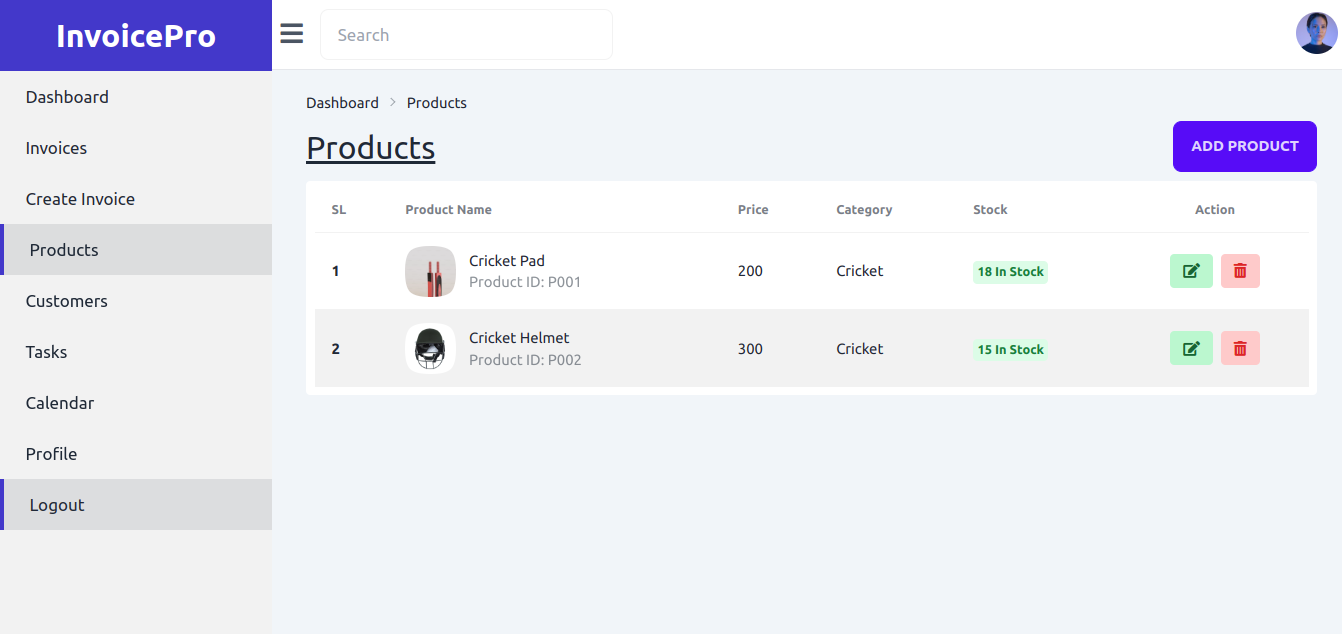 InvoicePro
Search
Dashboard
Invoices
Create Invoice
Products
Customers
Tasks
Calendar
Profile
Logout
Dashboard > Products
Products
ADD PRODUCT
SL Product Name Price Category Stock Action
1 Cricket Pad 200 Cricket 18 In Stock
Product ID: P001
2 Cricket Helmet 300 Cricket 15 In Stock
Product ID: P002